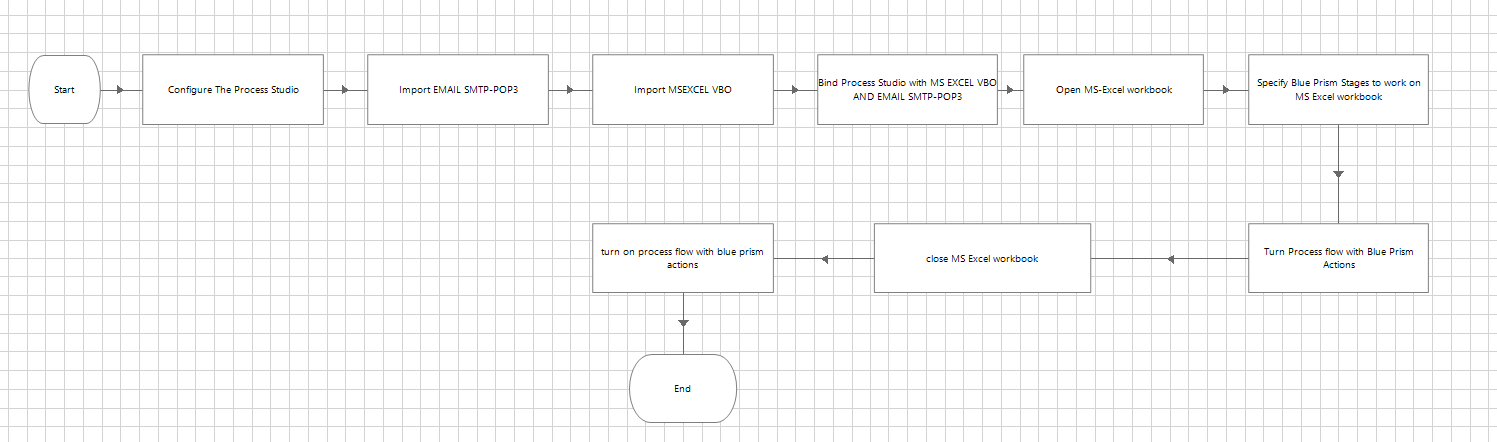 Start
Configure The Process Studio
Import EMAIL SMTP-POP3
Import MSEXCEL VBO
Bind Process Studio with MS EXCEL VBO
AND EMAIL SMTP-POP3
Open MS-Excel workbook
Specify Blue Prism Stages to work on
MS Excel workbook
Turn Process flow with Blue Prism
Actions
close MS Excel workbook
turn on process flow with blue prism
actions
End